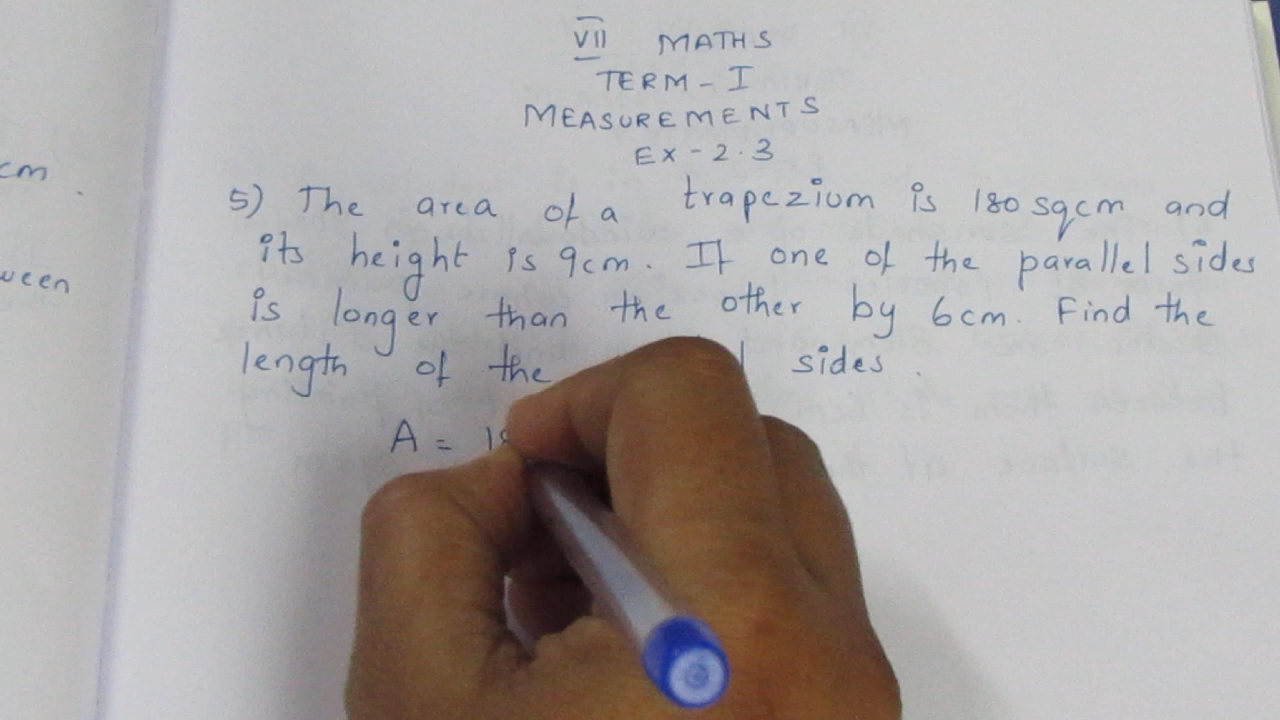 VII MATHS
TERM - I
MEASUREMENTS
Ex - 2.3
cm.
ween
5) The area of a trapezium is 180 sqcm and
its height is 9cm. If one of the parallel sides
is longer than the other by 6cm. Find the
length of the sides.
A =